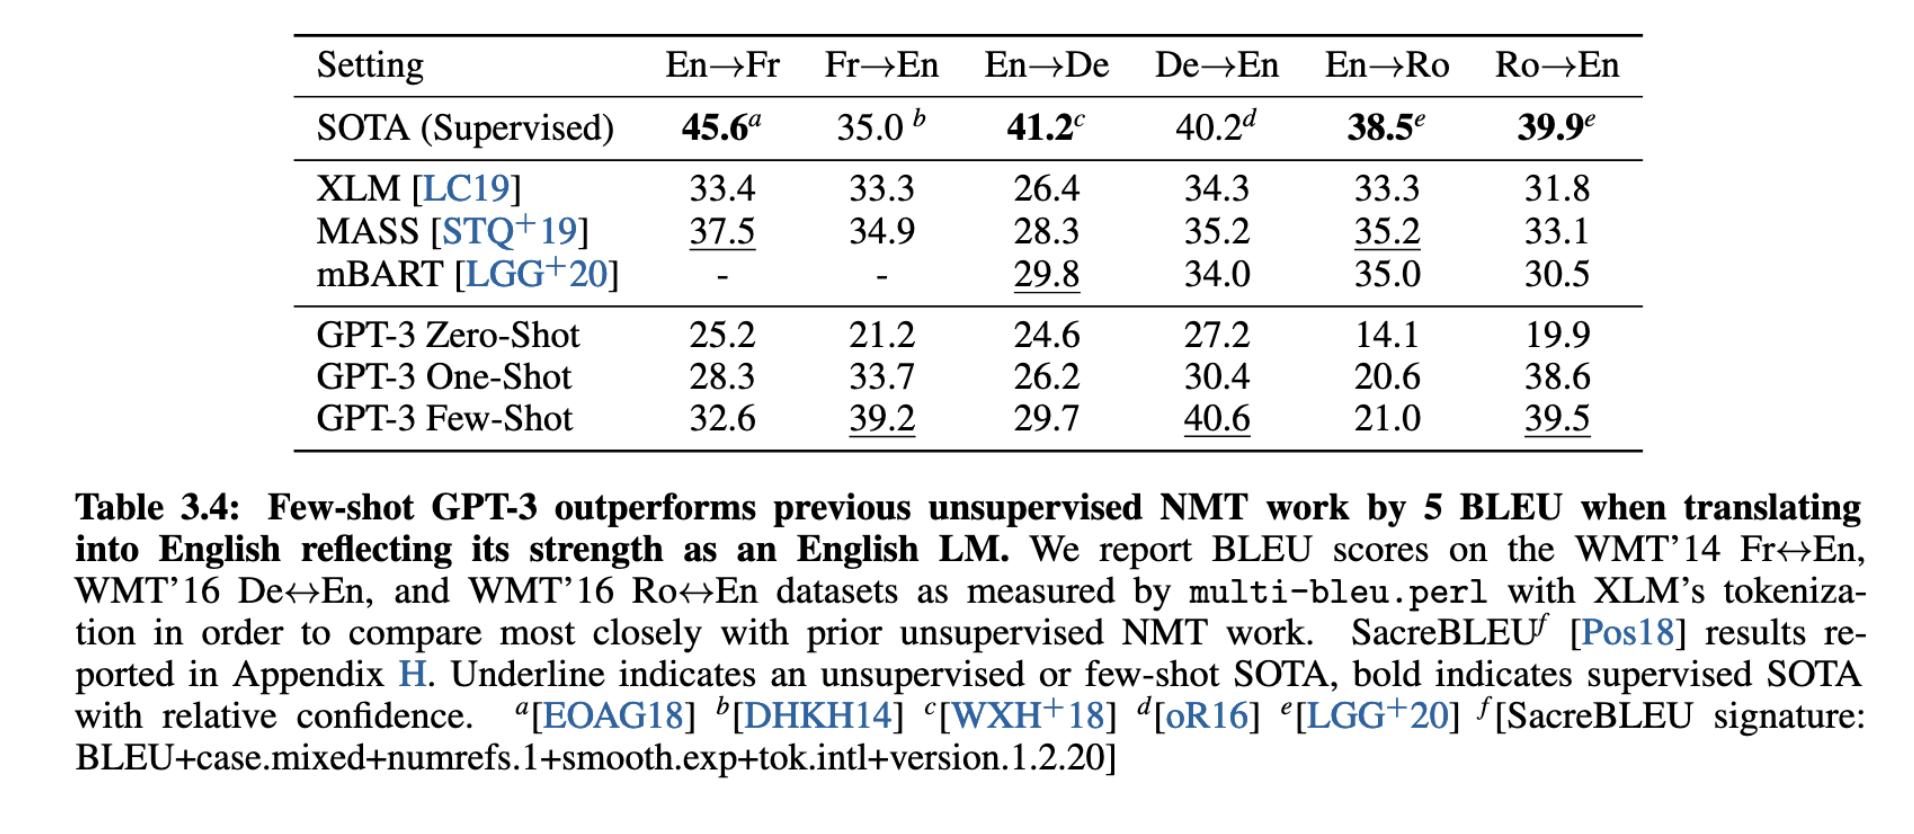 Setting En→Fr Fr→En En→De De→En En→Ro Ro→En
SOTA (Supervised) 45.6a 35.0 b 41.2c 40.2d 38.5e 39.9e
XLM [LC19] 33.4 33.3 26.4 34.3 33.3 31.8
MASS [STQ+19] 37.5 34.9 28.3 35.2 35.2 33.1
mBART [LGG+20] - - 29.8 34.0 35.0 30.5
GPT-3 Zero-Shot 25.2 21.2 24.6 27.2 14.1 19.9
GPT-3 One-Shot 28.3 33.7 26.2 30.4 20.6 38.6
GPT-3 Few-Shot 32.6 39.2 29.7 40.6 21.0 39.5
Table 3.4: Few-shot GPT-3 outperforms previous unsupervised NMT work by 5 BLEU when translating
into English reflecting its strength as an English LM. We report BLEU scores on the WMT’14 Fr↔En,
WMT’16 De↔En, and WMT’16 Ro↔En datasets as measured by multi-bleu.perl with XLM’s tokeniza-
tion in order to compare most closely with prior unsupervised NMT work. SacreBLEUf [Pos18] results re-
ported in Appendix H. Underline indicates an unsupervised or few-shot SOTA, bold indicates supervised SOTA
with relative confidence. a[EOAG18] b[DHKH14] c[WXH+18] d[oR16] e[LGG+20] f[SacreBLEU signature:
BLEU+case.mixed+numrefs.1+smooth.exp+tok.intl+version.1.2.20]